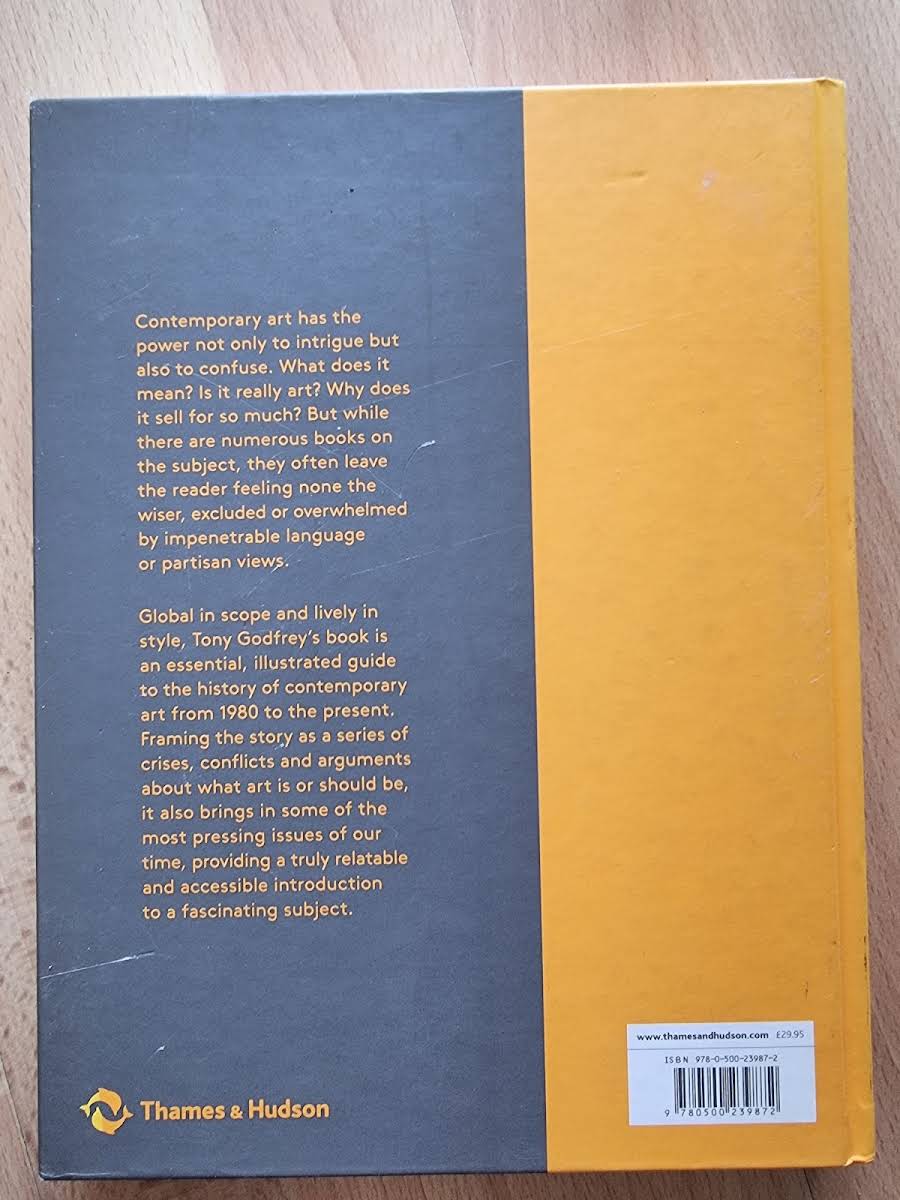 Contemporary art has the
power not only to intrigue but
also to confuse. What does it
mean? Is it really art? Why does
it sell for so much? But while
there are numerous books on
the subject, they often leave
the reader feeling none the
wiser, excluded or overwhelmed
by impenetrable language
or partisan views.
Global in scope and lively in
style, Tony Godfrey's book is
an essential, illustrated guide
to the history of contemporary
art from 1980 to the present.
Framing the story as a series of
crises, conflicts and arguments
about what art is or should be,
it also brings in some of the
most pressing issues of our
time, providing a truly relatable
and accessible introduction
to a fascinating subject.
Thames & Hudson
www.thamesandhudson.com £29.95
ISBN 978-0-500-23987-2
9 780500 239872